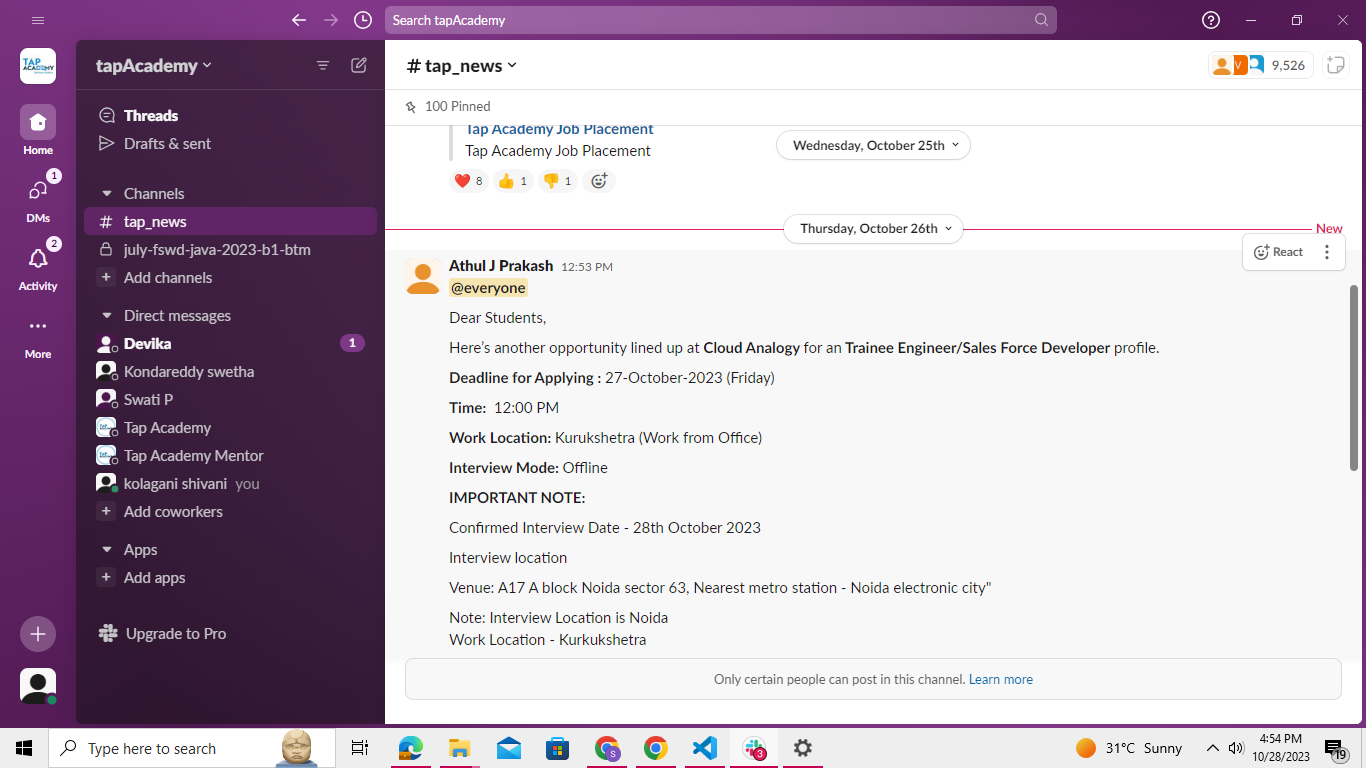 Search tapAcademy
TAP
ACADEMY
Home
1
DMs
2
Activity
More
tapAcademy
Threads
Drafts & sent
Channels
# tap_news
july-fswd-java-2023-b1-btm
+ Add channels
Direct messages
Devika 1
Kondareddy swetha
Swati P
Tap Academy
Tap Academy Mentor
kolagani shivani you
+ Add coworkers
Apps
+ Add apps
Upgrade to Pro
# tap_news
V 9,526
100 Pinned
Tap Academy Job Placement
Tap Academy Job Placement
Wednesday, October 25th
❤️ 8 👍 1 👎 1
Thursday, October 26th
New
React
Athul J Prakash 12:53 PM
@everyone
Dear Students,
Here’s another opportunity lined up at Cloud Analogy for an Trainee Engineer/Sales Force Developer profile.
Deadline for Applying : 27-October-2023 (Friday)
Time: 12:00 PM
Work Location: Kurukshetra (Work from Office)
Interview Mode: Offline
IMPORTANT NOTE:
Confirmed Interview Date - 28th October 2023
Interview location
Venue: A17 A block Noida sector 63, Nearest metro station - Noida electronic city"
Note: Interview Location is Noida
Work Location - Kurkukshetra
Only certain people can post in this channel. Learn more
Type here to search
S
3
31°C Sunny
4:54 PM
10/28/2023
19